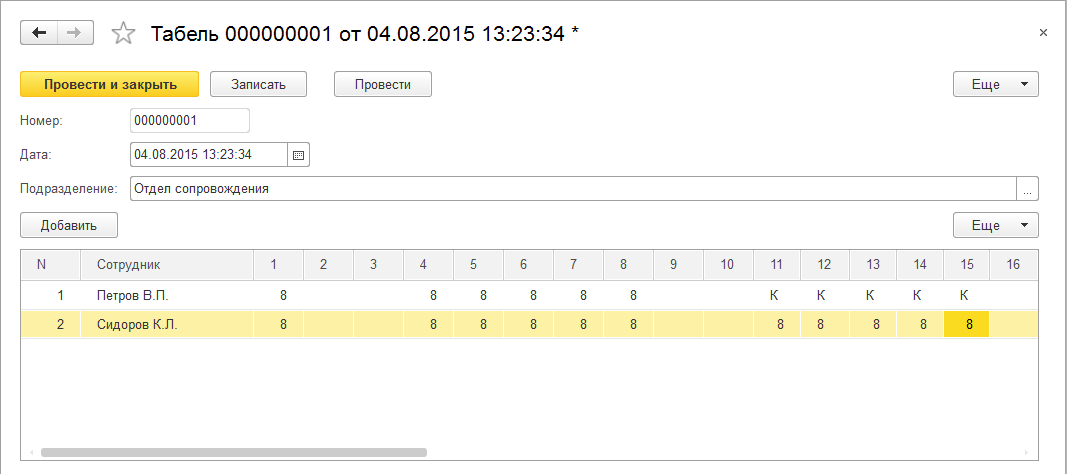 Табель 000000001 от 04.08.2015 13:23:34 *
Провести и закрыть Записать Провести Еще
Номер: 000000001
Дата: 04.08.2015 13:23:34
Подразделение: Отдел сопровождения ...
Добавить Еще
N Сотрудник 1 2 3 4 5 6 7 8 9 10 11 12 13 14 15 16
1 Петров В.П. 8 8 8 8 8 8 К К К К К
2 Сидоров К.Л. 8 8 8 8 8 8 8 8 8 8 8